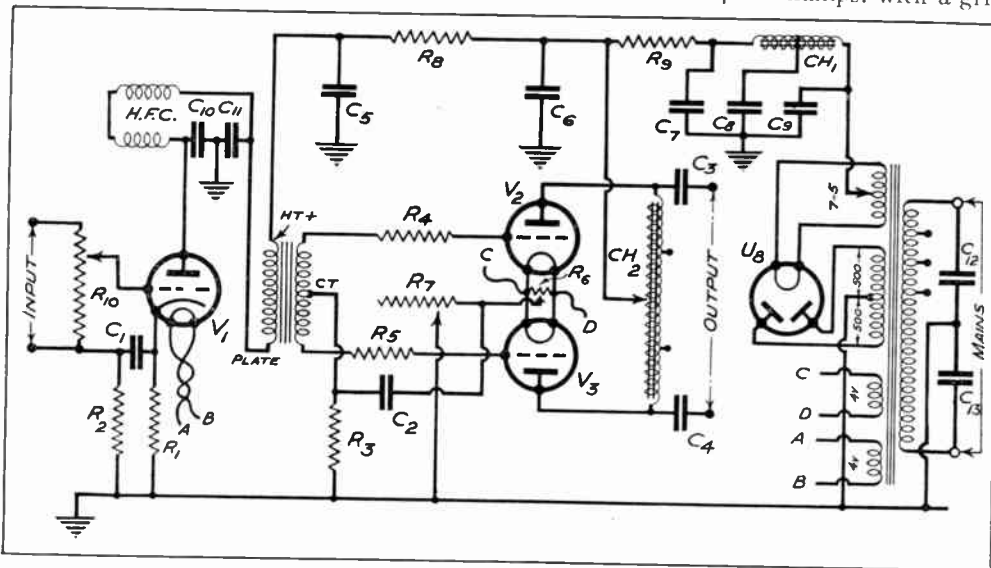 with a gri
R8
R9
CH1
H.F.C.
C10
C11
C5
C6
C7
C8
C9
V2
C3
7-5
HT+
R4
U8
C12
INPUT
R10
C
R6
CH2
OUTPUT
500-500
MAINS
C1
V1
CT
R7
D
PLATE
R5
V3
C
4V
D
C13
R2
A
B
R1
R3
C2
C4
A
4V
B